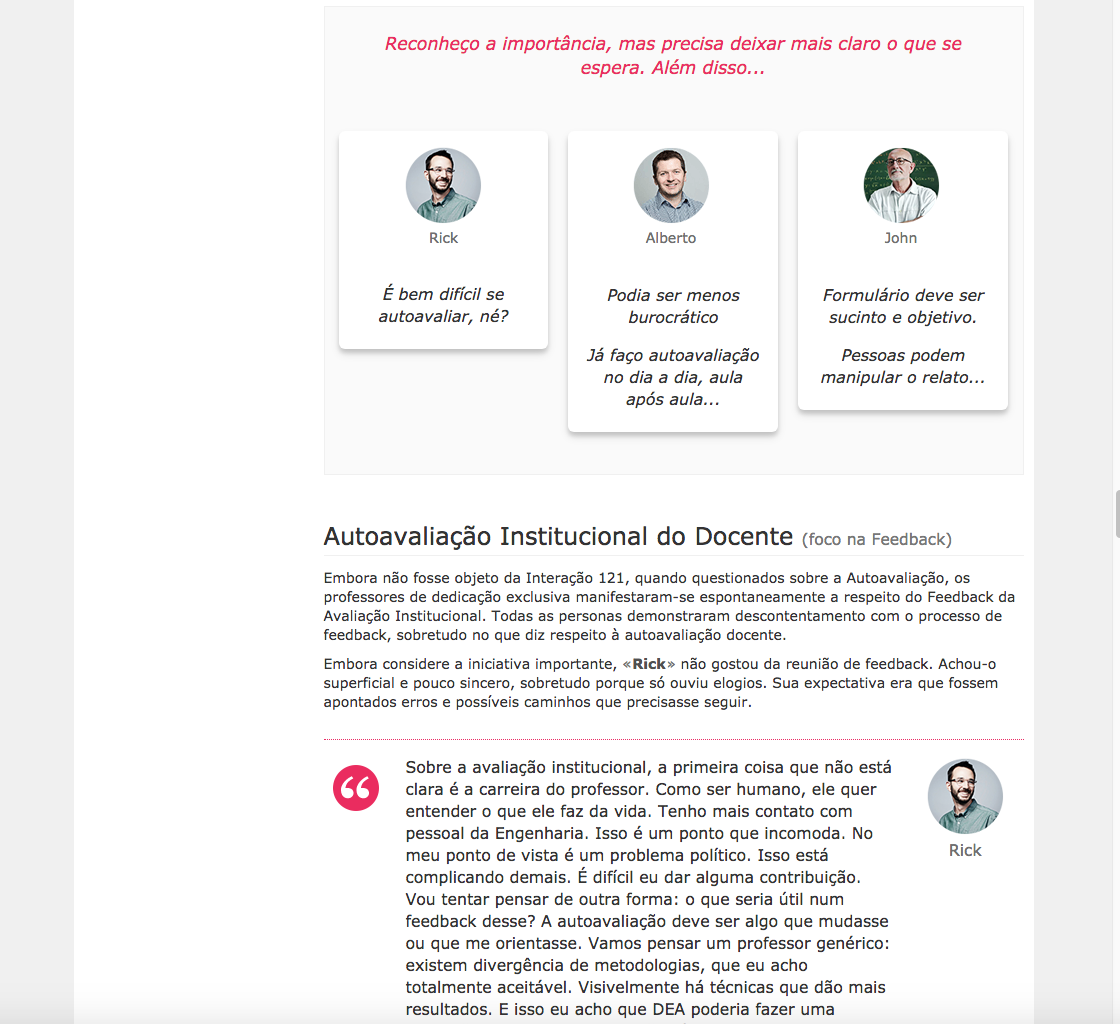 Reconheço a importância, mas precisa deixar mais claro o que se
espera. Além disso...
Rick
É bem difícil se
autoavaliar, né?
Alberto
Podia ser menos
burocrático
Já faço autoavaliação
no dia a dia, aula
após aula...
John
Formulário deve ser
sucinto e objetivo.
Pessoas podem
manipular o relato...
Autoavaliação Institucional do Docente (foco na Feedback)
Embora não fosse objeto da Interação 121, quando questionados sobre a Autoavaliação, os
professores de dedicação exclusiva manifestaram-se espontaneamente a respeito do Feedback da
Avaliação Institucional. Todas as personas demonstraram descontentamento com o processo de
feedback, sobretudo no que diz respeito à autoavaliação docente.
Embora considere a iniciativa importante, «Rick» não gostou da reunião de feedback. Achou-o
superficial e pouco sincero, sobretudo porque só ouviu elogios. Sua expectativa era que fossem
apontados erros e possíveis caminhos que precisasse seguir.
Sobre a avaliação institucional, a primeira coisa que não está
clara é a carreira do professor. Como ser humano, ele quer
entender o que ele faz da vida. Tenho mais contato com
pessoal da Engenharia. Isso é um ponto que incomoda. No
meu ponto de vista é um problema político. Isso está
complicando demais. É difícil eu dar alguma contribuição.
Vou tentar pensar de outra forma: o que seria útil num
feedback desse? A autoavaliação deve ser algo que mudasse
ou que me orientasse. Vamos pensar um professor genérico:
existem divergência de metodologias, que eu acho
totalmente aceitável. Visivelmente há técnicas que dão mais
resultados. E isso eu acho que DEA poderia fazer uma
Rick